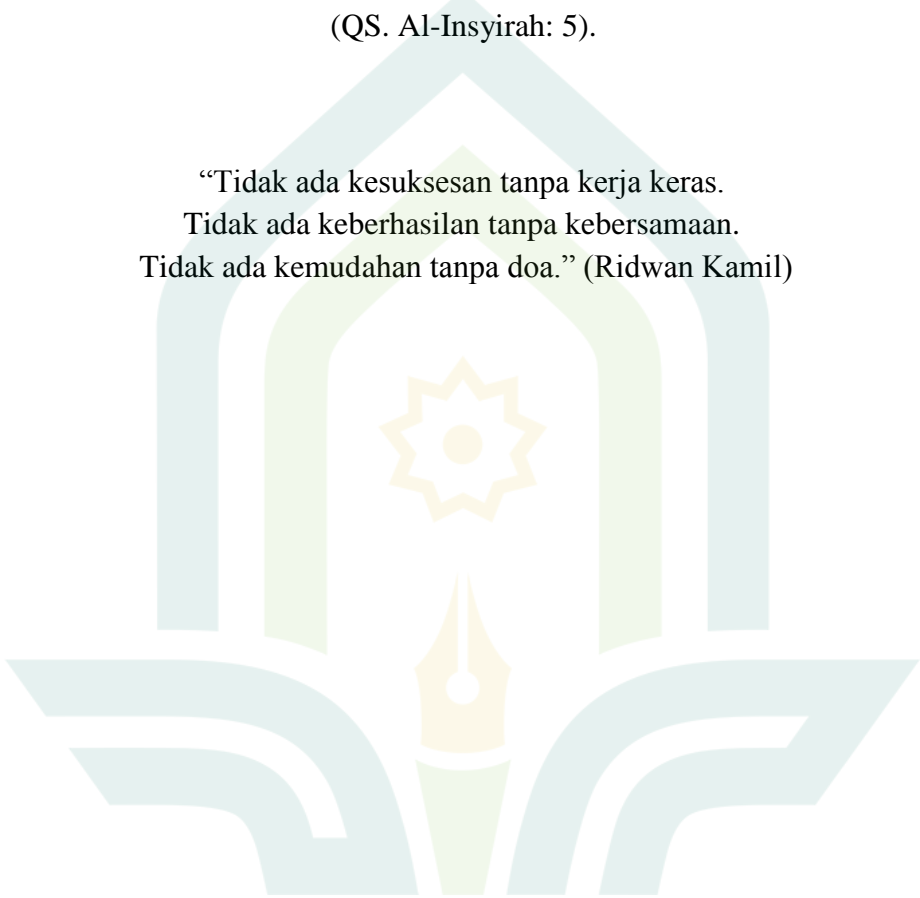 (QS. Al-Insyirah: 5).
“Tidak ada kesuksesan tanpa kerja keras.
Tidak ada keberhasilan tanpa kebersamaan.
Tidak ada kemudahan tanpa doa.” (Ridwan Kamil)